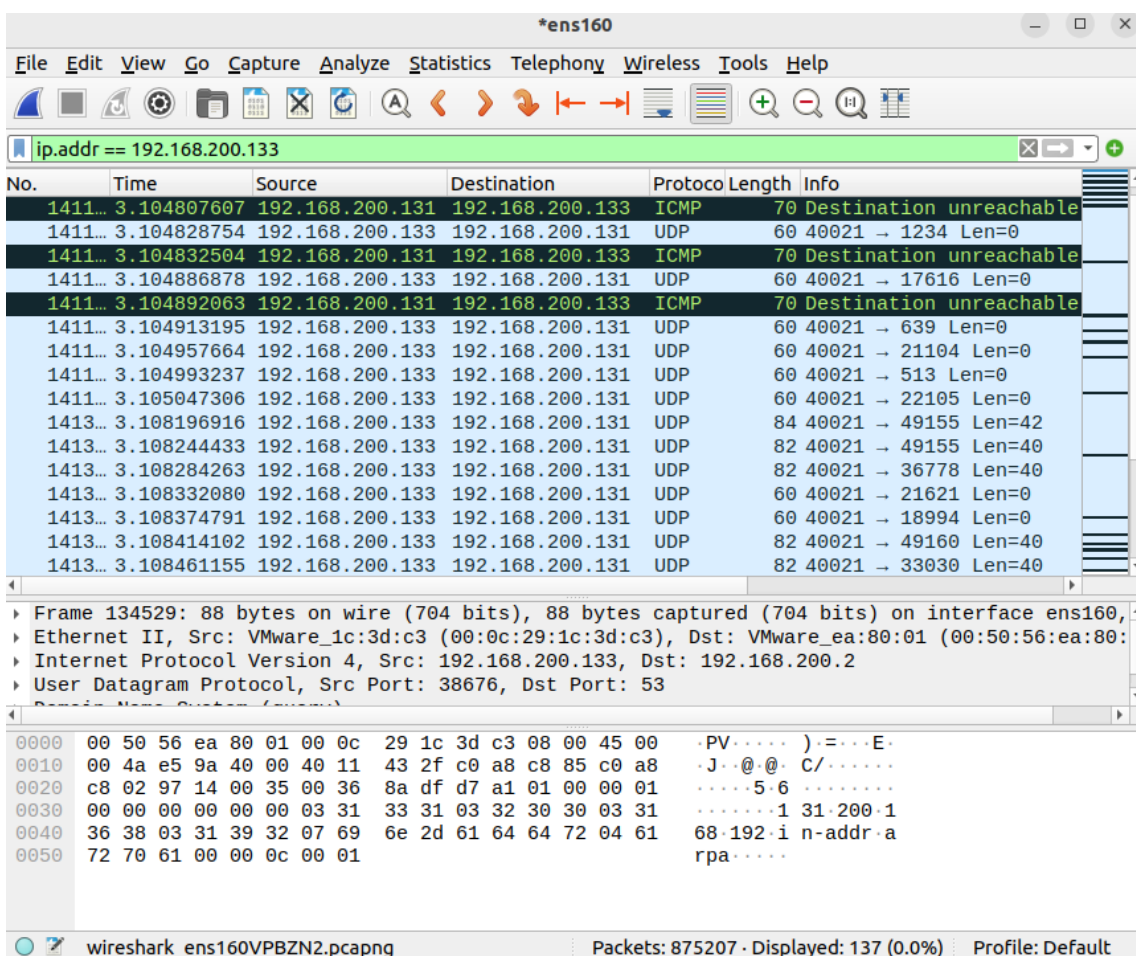 *ens160
File Edit View Go Capture Analyze Statistics Telephony Wireless Tools Help
ip.addr == 192.168.200.133
No. Time Source Destination Protoco Length Info
1411… 3.104807607 192.168.200.131 192.168.200.133 ICMP 70 Destination unreachable
1411… 3.104828754 192.168.200.133 192.168.200.131 UDP 60 40021 → 1234 Len=0
1411… 3.104832504 192.168.200.131 192.168.200.133 ICMP 70 Destination unreachable
1411… 3.104886878 192.168.200.133 192.168.200.131 UDP 60 40021 → 17616 Len=0
1411… 3.104892063 192.168.200.131 192.168.200.133 ICMP 70 Destination unreachable
1411… 3.104913195 192.168.200.133 192.168.200.131 UDP 60 40021 → 639 Len=0
1411… 3.104957664 192.168.200.133 192.168.200.131 UDP 60 40021 → 21104 Len=0
1411… 3.104993237 192.168.200.133 192.168.200.131 UDP 60 40021 → 513 Len=0
1411… 3.105047306 192.168.200.133 192.168.200.131 UDP 60 40021 → 22105 Len=0
1413… 3.108196916 192.168.200.133 192.168.200.131 UDP 84 40021 → 49155 Len=42
1413… 3.108244433 192.168.200.133 192.168.200.131 UDP 82 40021 → 49155 Len=40
1413… 3.108284263 192.168.200.133 192.168.200.131 UDP 82 40021 → 36778 Len=40
1413… 3.108332080 192.168.200.133 192.168.200.131 UDP 60 40021 → 21621 Len=0
1413… 3.108374791 192.168.200.133 192.168.200.131 UDP 60 40021 → 18994 Len=0
1413… 3.108414102 192.168.200.133 192.168.200.131 UDP 82 40021 → 49160 Len=40
1413… 3.108461155 192.168.200.133 192.168.200.131 UDP 82 40021 → 33030 Len=40
Frame 134529: 88 bytes on wire (704 bits), 88 bytes captured (704 bits) on interface ens160,
Ethernet II, Src: VMware_1c:3d:c3 (00:0c:29:1c:3d:c3), Dst: VMware_ea:80:01 (00:50:56:ea:80:
Internet Protocol Version 4, Src: 192.168.200.133, Dst: 192.168.200.2
User Datagram Protocol, Src Port: 38676, Dst Port: 53
Domain Name System (query)
0000 00 50 56 ea 80 01 00 0c 29 1c 3d c3 08 00 45 00 ·PV····· )·=···E·
0010 00 4a e5 9a 40 00 40 11 43 2f c0 a8 c8 85 c0 a8 ·J··@·@· C/······
0020 c8 02 97 14 00 35 00 36 8a df d7 a1 01 00 00 01 ·····5·6 ········
0030 00 00 00 00 00 00 03 31 33 31 03 32 30 30 03 31 ·······1 31·200·1
0040 36 38 03 31 39 32 07 69 6e 2d 61 64 64 72 04 61 68·192·i n-addr·a
0050 72 70 61 00 00 0c 00 01 rpa·····
wireshark_ens160VPBZN2.pcapng Packets: 875207 · Displayed: 137 (0.0%) Profile: Default